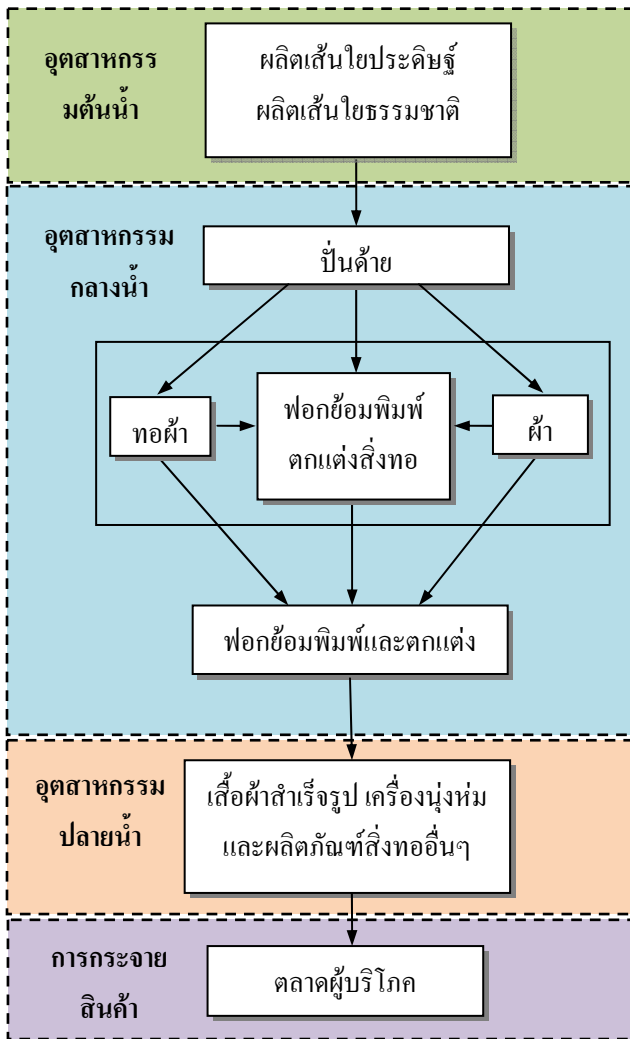 อุตสาหกรร
มต้นน้ำ
ผลิตเส้นใยประดิษฐ์
ผลิตเส้นใยธรรมชาติ
อุตสาหกรรม
กลางน้ำ
ปั่นด้าย
ทอผ้า
ฟอกย้อมพิมพ์
ตกแต่งสิ่งทอ
ผ้า
ฟอกย้อมพิมพ์และตกแต่ง
อุตสาหกรรม
ปลายน้ำ
เสื้อผ้าสำเร็จรูป เครื่องนุ่งห่ม
และผลิตภัณฑ์สิ่งทออื่นๆ
การกระจาย
สินค้า
ตลาดผู้บริโภค